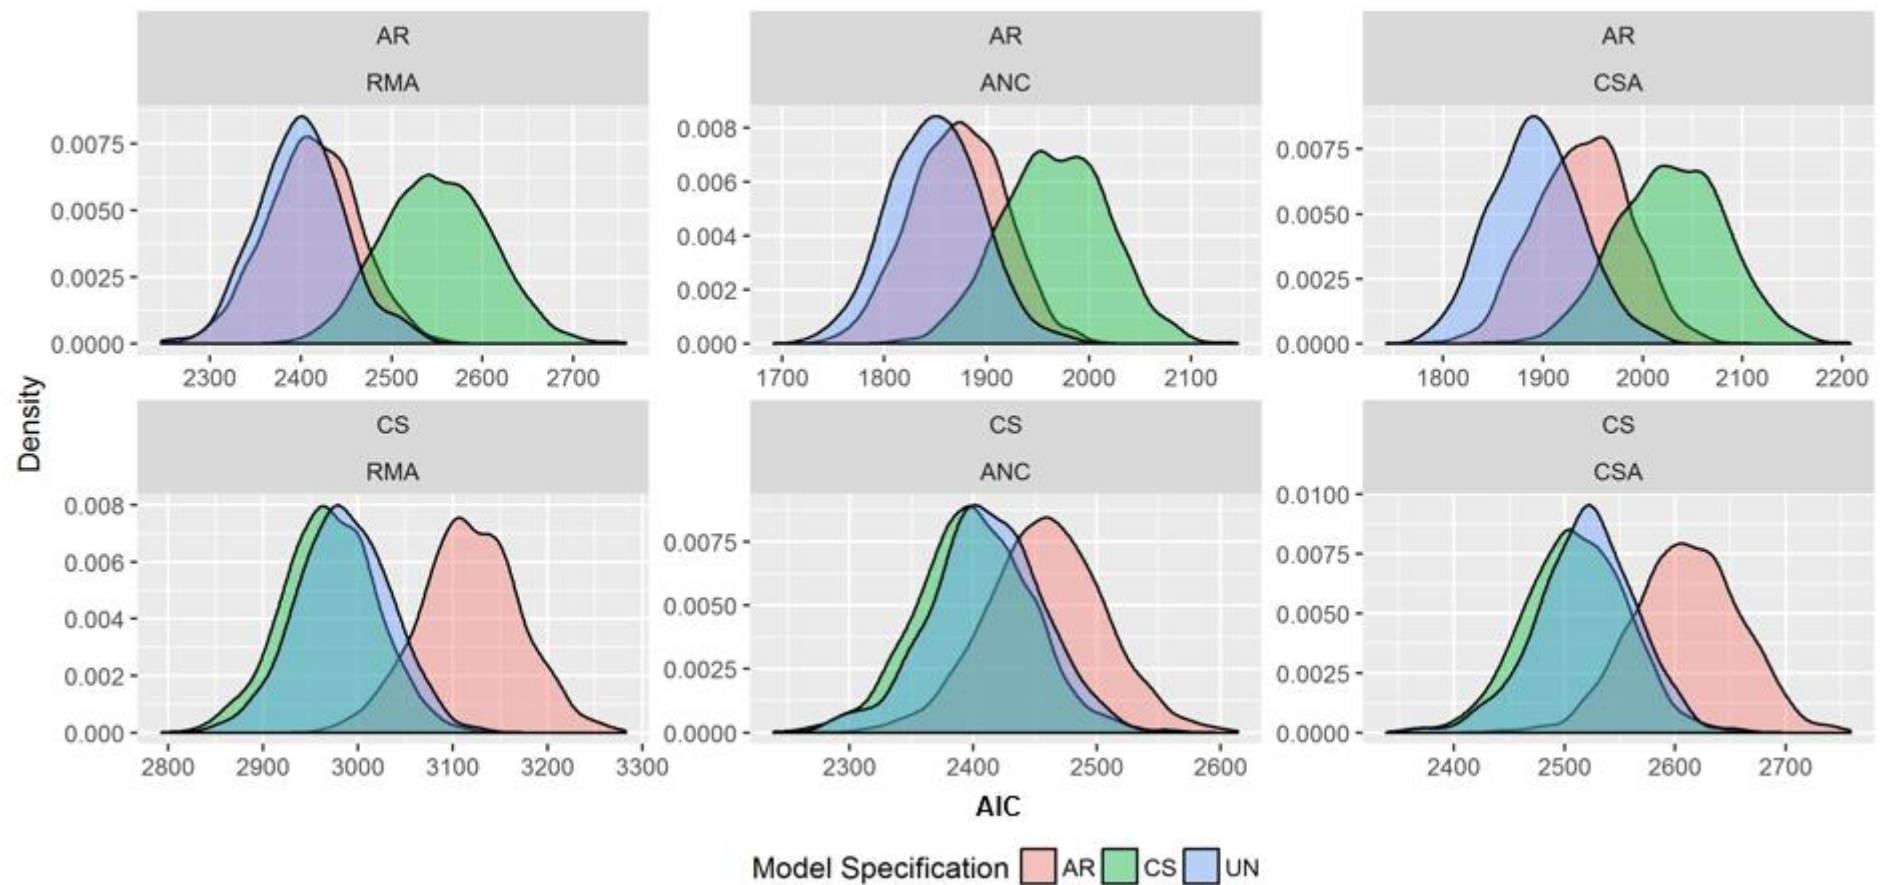 AR
RMA
0.0075
0.0050
0.0025
0.0000
2300 2400 2500 2600 2700
AR
ANC
0.008
0.006
0.004
0.002
0.000
1700 1800 1900 2000 2100
AR
CSA
0.0075
0.0050
0.0025
0.0000
1800 1900 2000 2100 2200
Density
CS
RMA
0.008
0.006
0.004
0.002
0.000
2800 2900 3000 3100 3200 3300
CS
ANC
0.0075
0.0050
0.0025
0.0000
2300 2400 2500 2600
CS
CSA
0.0100
0.0075
0.0050
0.0025
0.0000
2400 2500 2600 2700
AIC
Model Specification AR CS UN